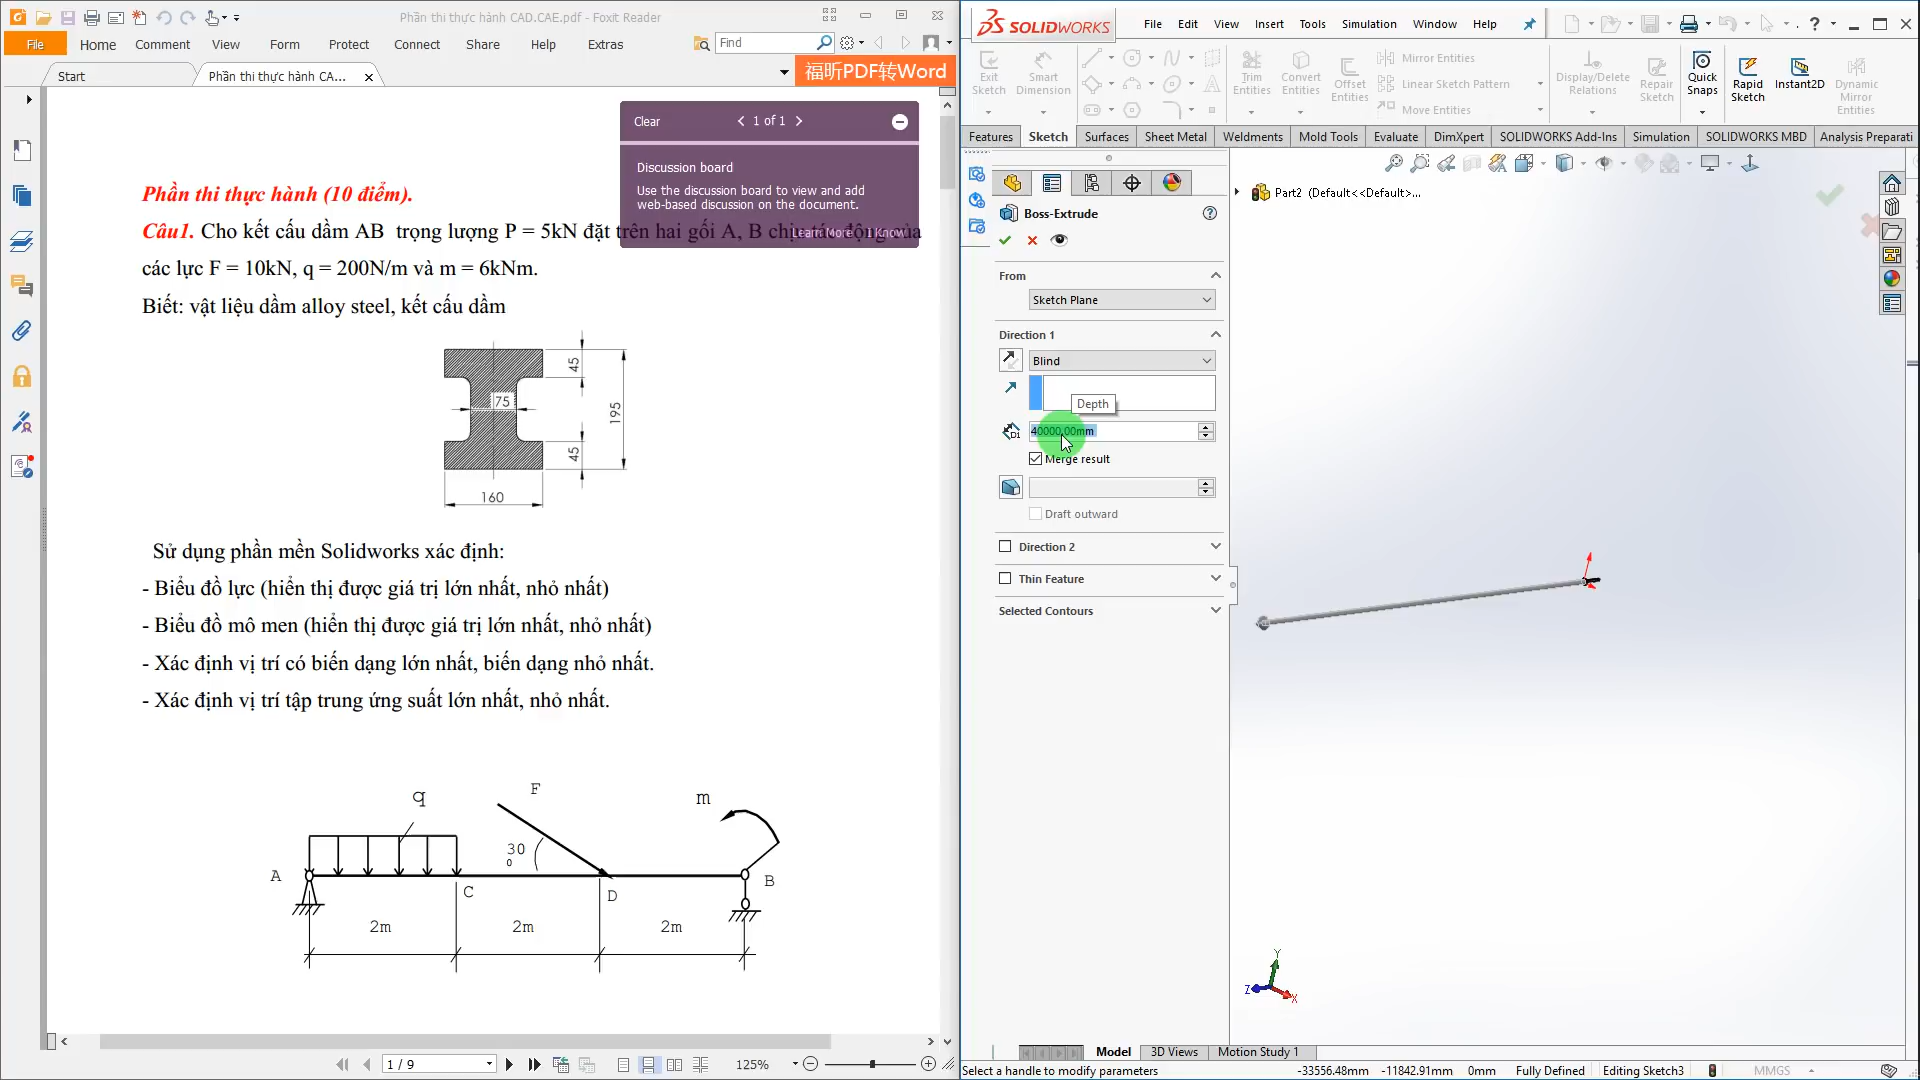 Phần thi thực hành CAD.CAE.pdf - Foxit Reader
File
Home
Comment
View
Form
Protect
Connect
Share
Help
Extras
Find
Start
Phần thi thực hành CA...
福昕PDF转Word
Clear
1 of 1
Discussion board
Use the discussion board to view and add
web-based discussion on the document.
Learn More
I Know
Phần thi thực hành (10 điểm).
Câu1. Cho kết cấu dầm AB trọng lượng P = 5kN đặt trên hai gối A, B chịu tác động của
các lực F = 10kN, q = 200N/m và m = 6kNm.
Biết: vật liệu dầm alloy steel, kết cấu dầm
45
75
195
45
160
Sử dụng phần mền Solidworks xác định:
- Biểu đồ lực (hiển thị được giá trị lớn nhất, nhỏ nhất)
- Biểu đồ mô men (hiển thị được giá trị lớn nhất, nhỏ nhất)
- Xác định vị trí có biến dạng lớn nhất, biến dạng nhỏ nhất.
- Xác định vị trí tập trung ứng suất lớn nhất, nhỏ nhất.
q
F
m
30
0
A
C
D
B
2m
2m
2m
1 / 9
125%
SOLIDWORKS
File
Edit
View
Insert
Tools
Simulation
Window
Help
Exit
Sketch
Smart
Dimension
Trim
Entities
Convert
Entities
Offset
Entities
Mirror Entities
Linear Sketch Pattern
Move Entities
Display/Delete
Relations
Repair
Sketch
Quick
Snaps
Rapid
Sketch
Instant2D
Dynamic
Mirror
Entities
Features
Sketch
Surfaces
Sheet Metal
Weldments
Mold Tools
Evaluate
DimXpert
SOLIDWORKS Add-Ins
Simulation
SOLIDWORKS MBD
Analysis Preparati
Part2 (Default<<Default>...
Boss-Extrude
From
Sketch Plane
Direction 1
Blind
Depth
D1
40000.00mm
Merge result
Draft outward
Direction 2
Thin Feature
Selected Contours
Y
Z
X
Model
3D Views
Motion Study 1
Select a handle to modify parameters
-33556.48mm
-11842.91mm
0mm
Fully Defined
Editing Sketch3
MMGS